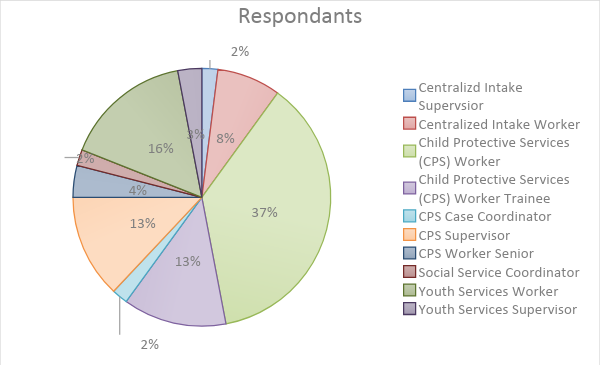 Respondants
2%
8%
37%
13%
2%
13%
4%
2%
16%
3%
Centralizd Intake
Supervsior
Centralized Intake Worker
Child Protective Services
(CPS) Worker
Child Protective Services
(CPS) Worker Trainee
CPS Case Coordinator
CPS Supervisor
CPS Worker Senior
Social Service Coordinator
Youth Services Worker
Youth Services Supervisor